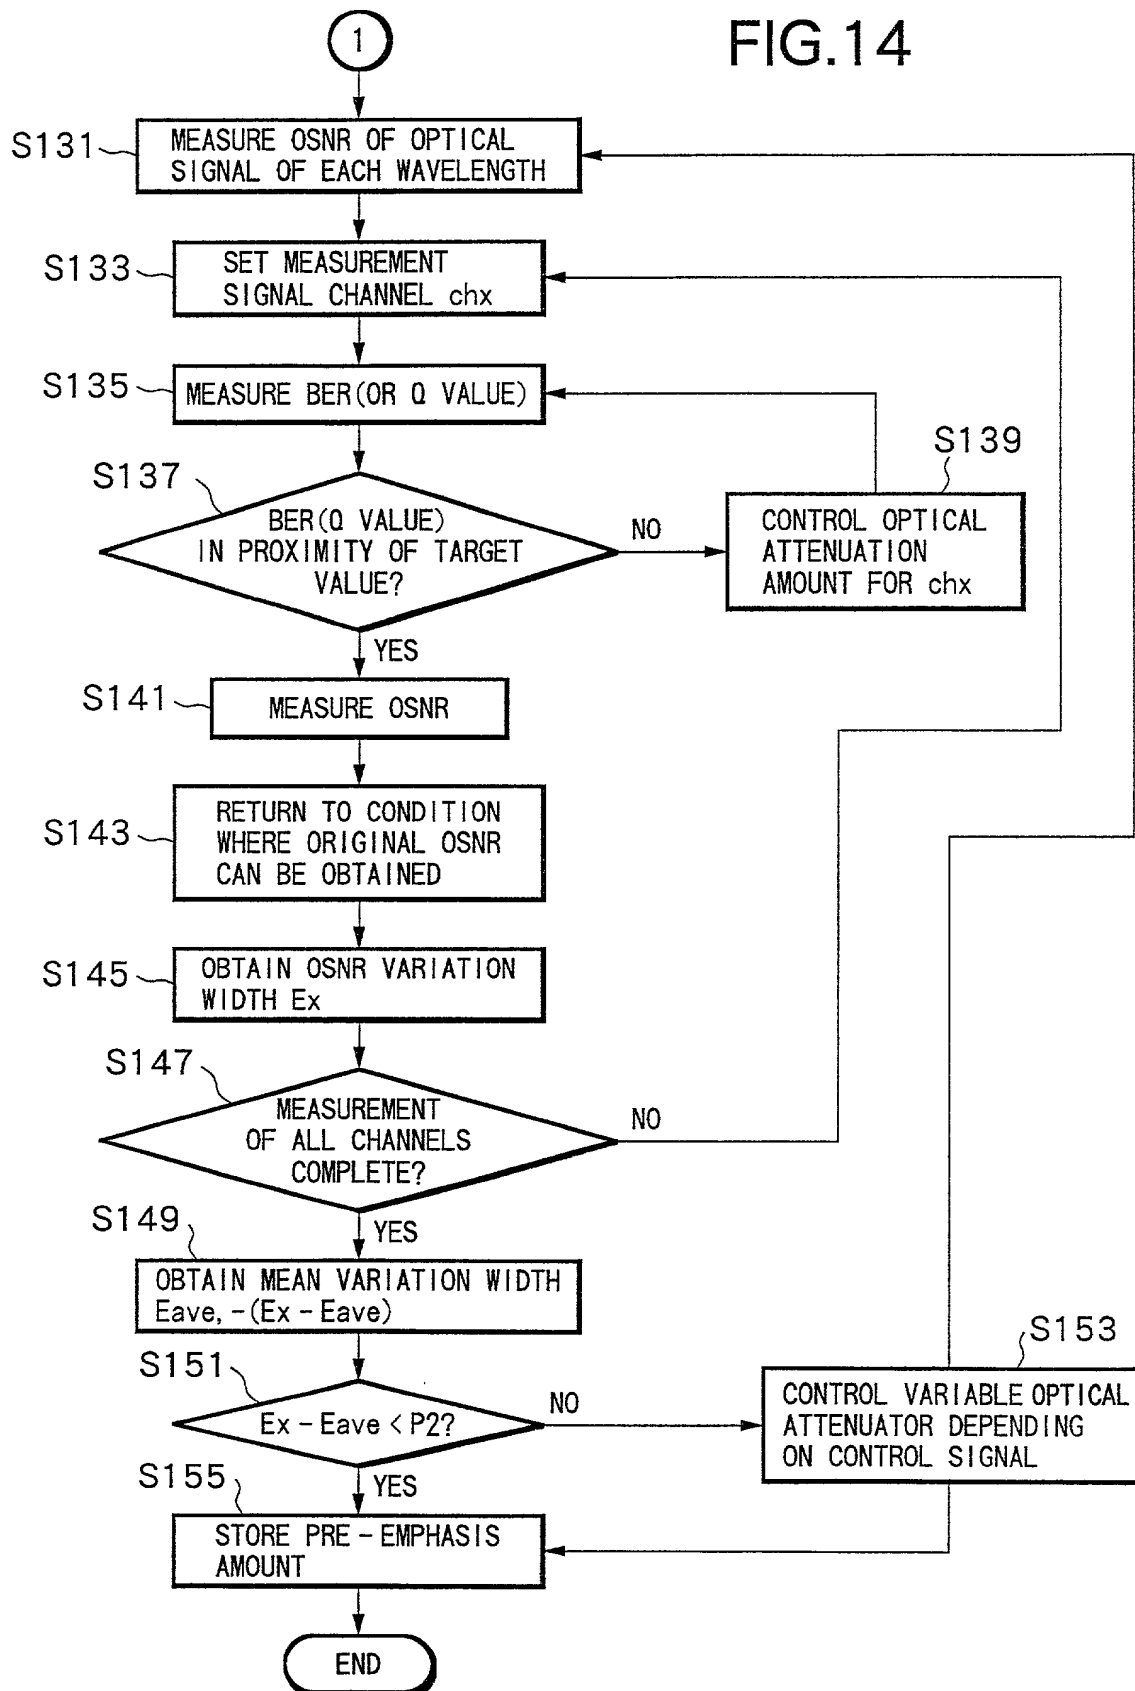 FIG.14
1
S131
MEASURE OSNR OF OPTICAL
SIGNAL OF EACH WAVELENGTH
S133
SET MEASUREMENT
SIGNAL CHANNEL chx
S135
MEASURE BER(OR Q VALUE)
S137
BER(Q VALUE)
IN PROXIMITY OF TARGET
VALUE?
NO
S139
CONTROL OPTICAL
ATTENUATION
AMOUNT FOR chx
YES
S141
MEASURE OSNR
S143
RETURN TO CONDITION
WHERE ORIGINAL OSNR
CAN BE OBTAINED
S145
OBTAIN OSNR VARIATION
WIDTH Ex
S147
MEASUREMENT
OF ALL CHANNELS
COMPLETE?
NO
YES
S149
OBTAIN MEAN VARIATION WIDTH
Eave, -(Ex - Eave)
S151
Ex - Eave < P2?
NO
S153
CONTROL VARIABLE OPTICAL
ATTENUATOR DEPENDING
ON CONTROL SIGNAL
YES
S155
STORE PRE - EMPHASIS
AMOUNT
END